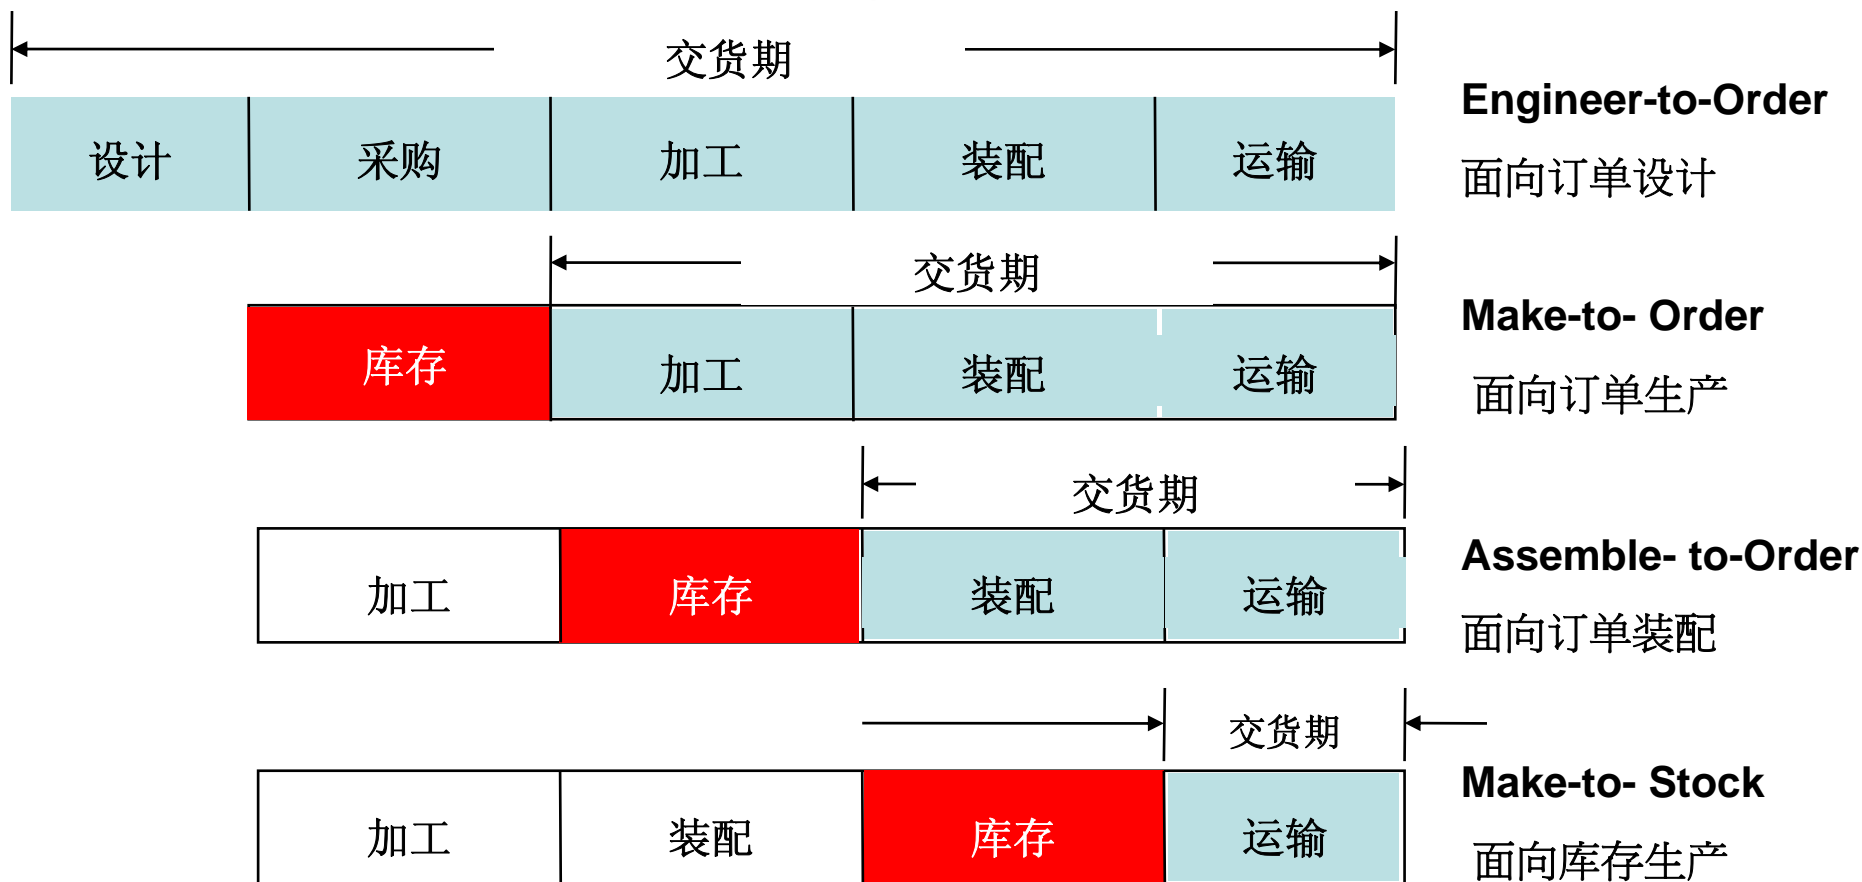 交货期
设计 采购 加工 装配 运输
Engineer-to-Order
面向订单设计
交货期
库存 加工 装配 运输
Make-to- Order
面向订单生产
交货期
加工 库存 装配 运输
Assemble- to-Order
面向订单装配
交货期
加工 装配 库存 运输
Make-to- Stock
面向库存生产